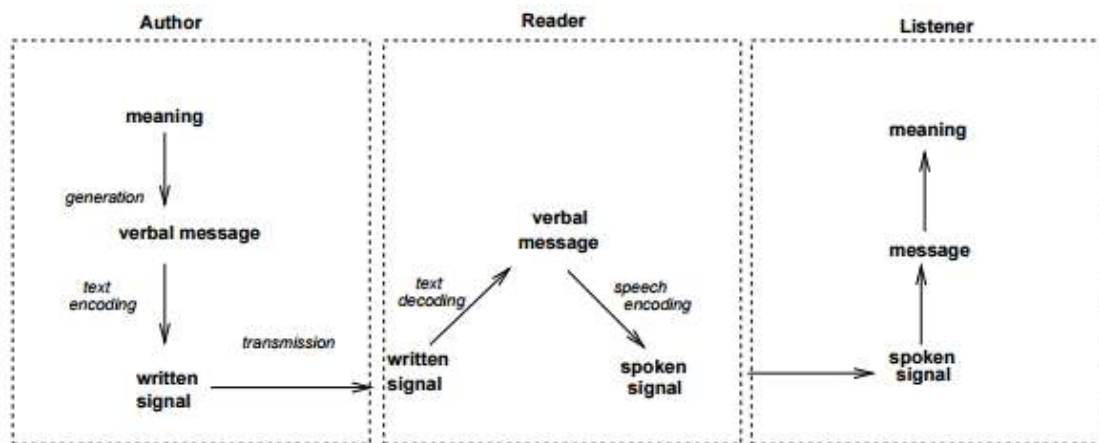 Author
Reader
Listener
meaning
generation
verbal message
text
encoding
written
signal
transmission
written
signal
text
decoding
verbal
message
speech
encoding
spoken
signal
spoken
signal
message
meaning